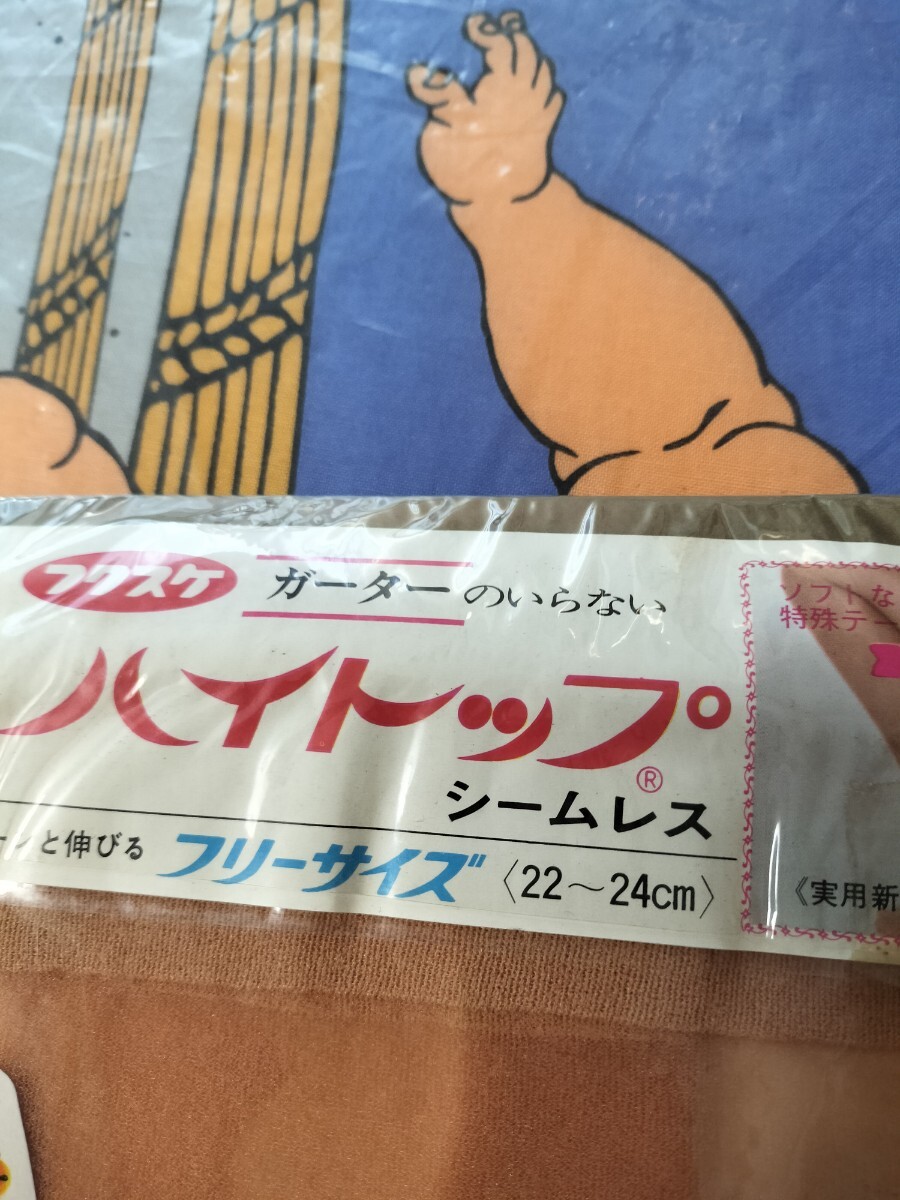 フクスケ
ガーターのいらない
ハイトップ®
シームレス
ンと伸びる フリーサイズ 〈22～24cm〉
ソフトな
特殊テー
《実用新